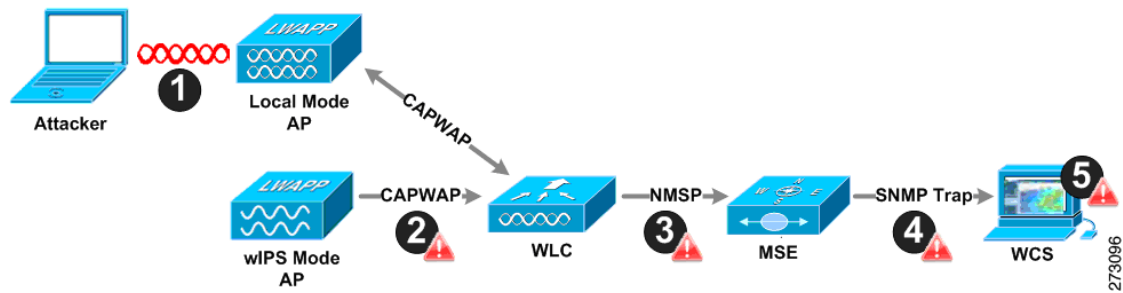 LWAPP
1
Attacker
Local Mode
AP
CAPWAP
LWAPP
wIPS Mode
AP
CAPWAP
2
WLC
NMSP
3
N
W
E
S
MSE
SNMP Trap
4
5
WCS
273096